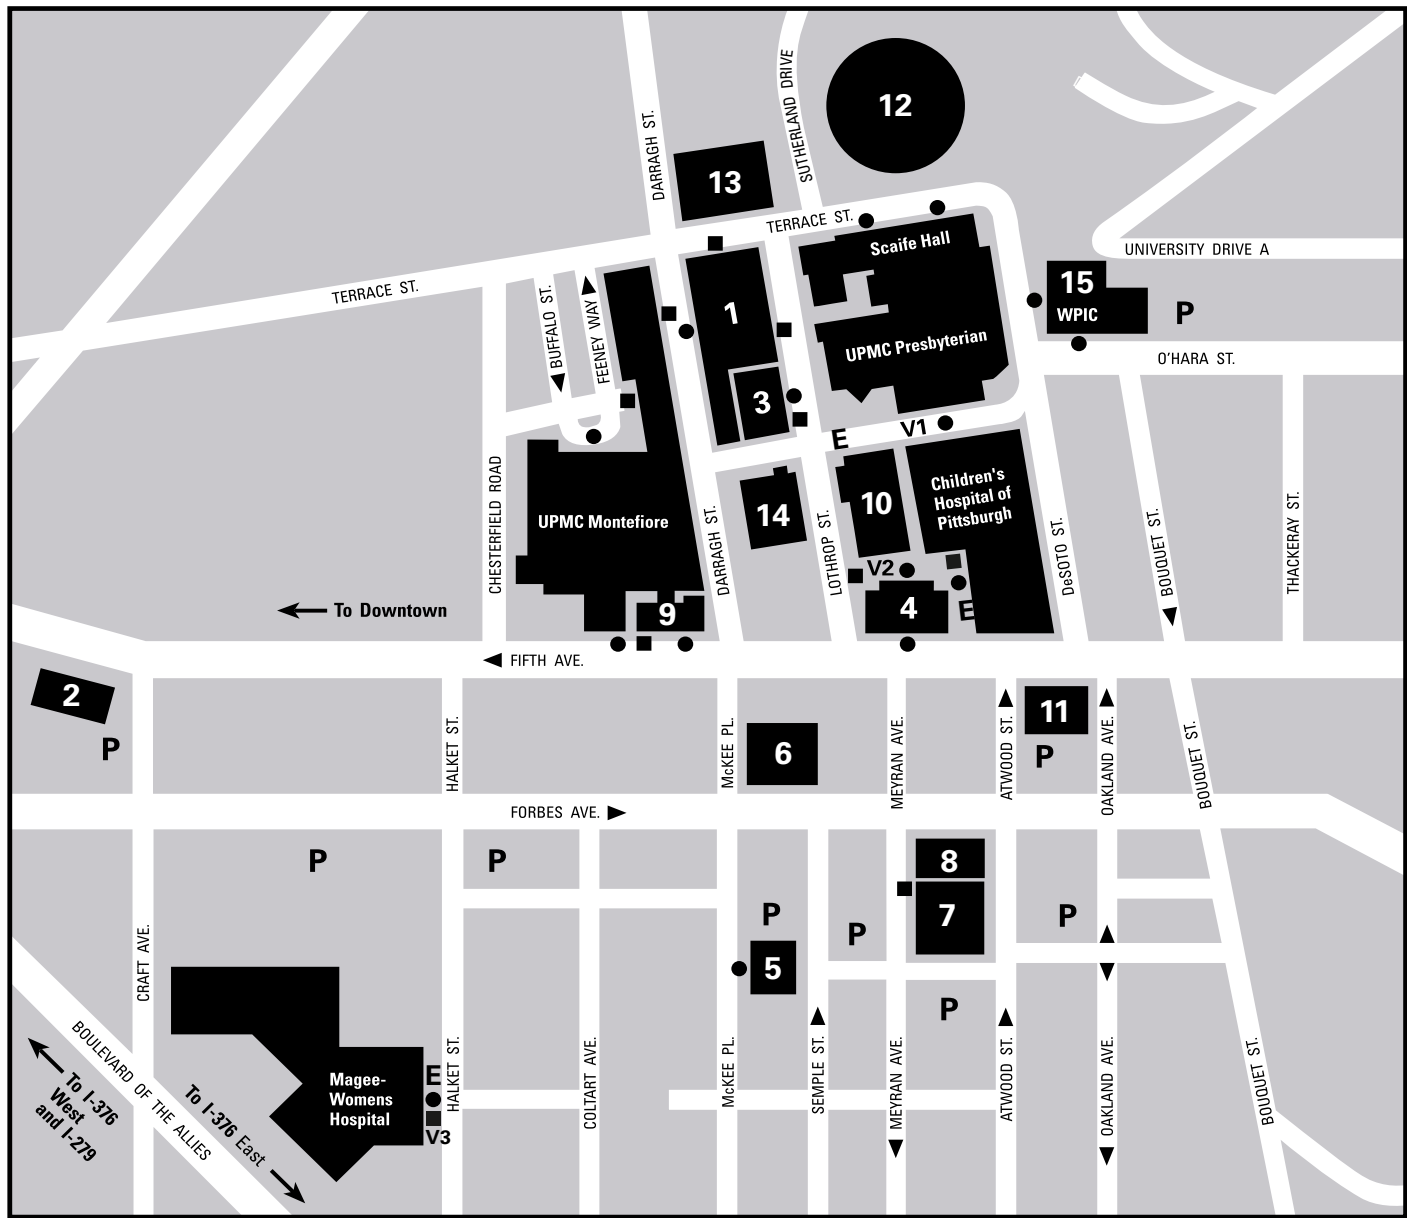 12
SUTHERLAND DRIVE
DARRAGH ST.
13
TERRACE ST.
Scaife Hall
UNIVERSITY DRIVE A
15
WPIC
P
TERRACE ST.
BUFFALO ST.
FEENEY WAY
1
UPMC Presbyterian
O'HARA ST.
3
E
V1
CHESTERFIELD ROAD
UPMC Montefiore
DARRAGH ST.
14
LOTHROP ST.
10
Children's
Hospital of
Pittsburgh
DeSOTO ST.
BOUQUET ST.
THACKERAY ST.
V2
To Downtown
9
4
E
FIFTH AVE.
2
P
HALKET ST.
McKEE PL.
6
MEYRAN AVE.
ATWOOD ST.
11
P
OAKLAND AVE.
BOUQUET ST.
FORBES AVE.
P
P
8
7
P
P
P
5
CRAFT AVE.
P
BOULEVARD OF THE ALLIES
To I-376
West
and I-279
To I-376 East
Magee-
Womens
Hospital
E
V3
HALKET ST.
COLTART AVE.
McKEE PL.
SEMPLE ST.
MEYRAN AVE.
ATWOOD ST.
OAKLAND AVE.
BOUQUET ST.